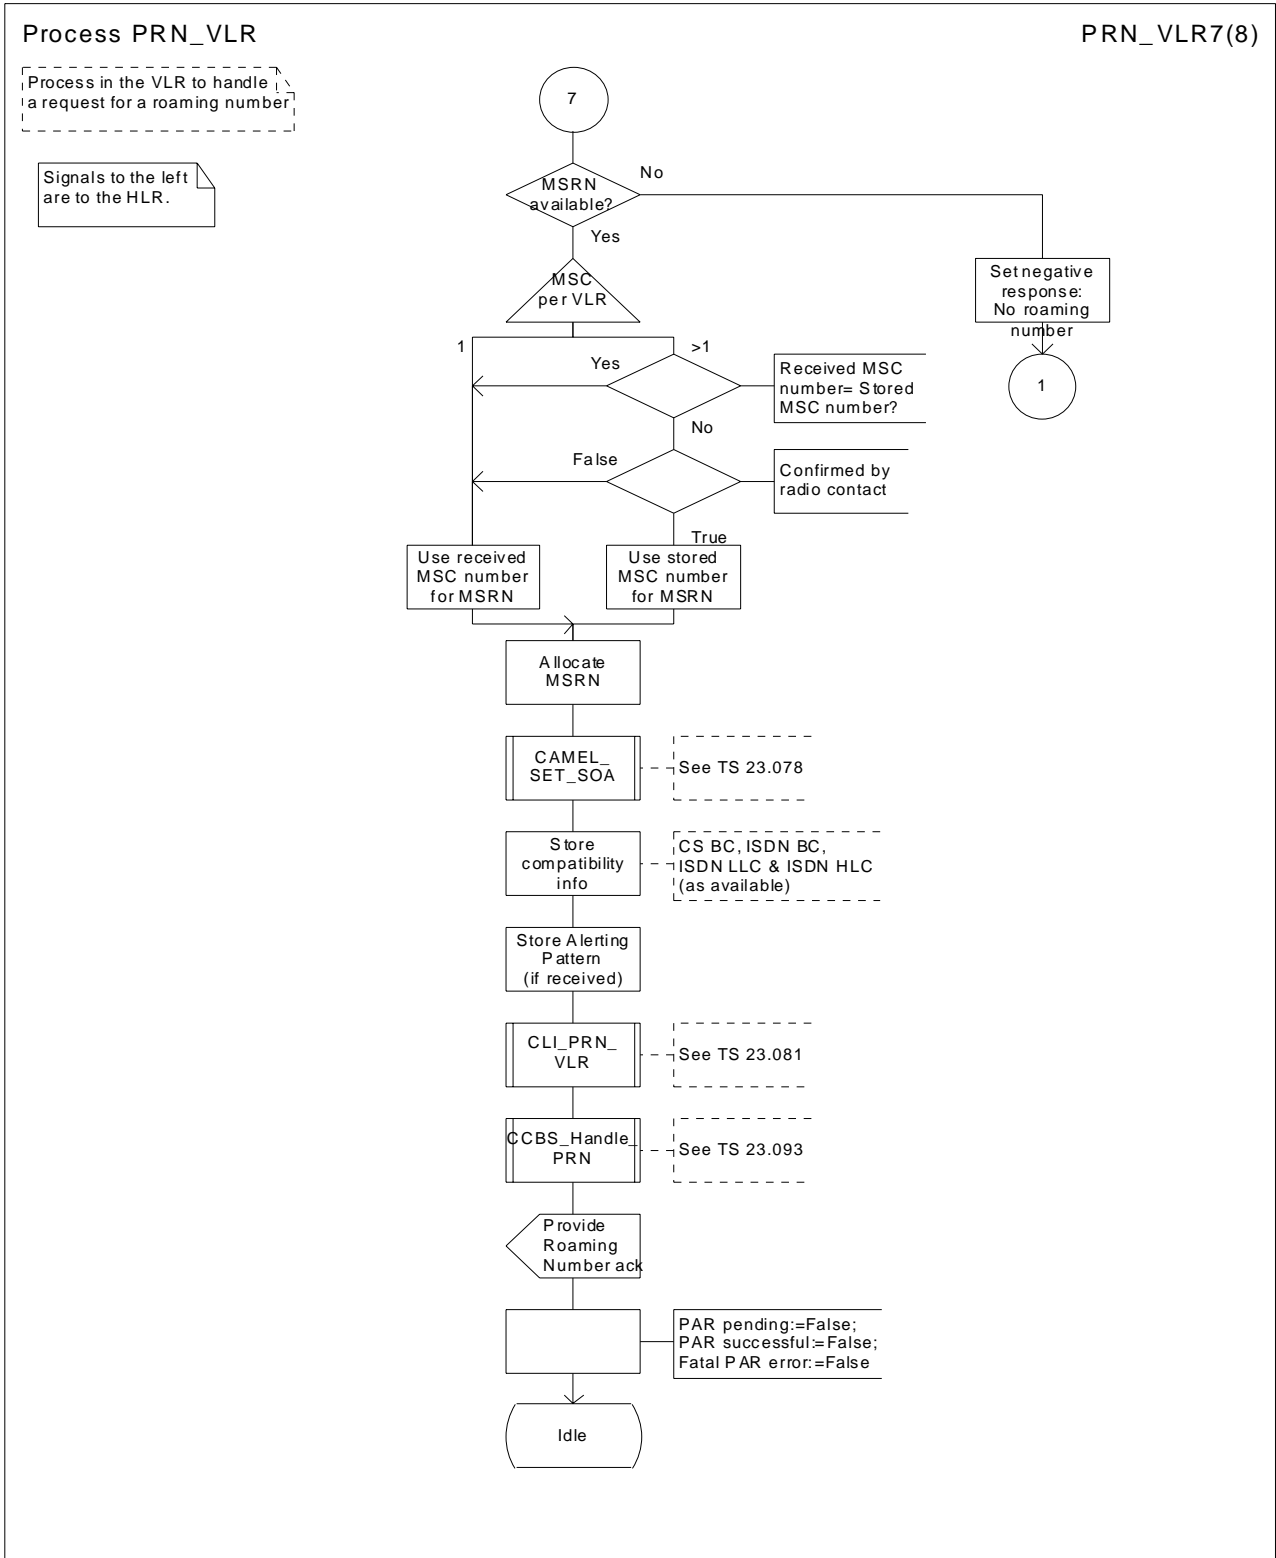 Process PRN_VLR
PRN_VLR7(8)
Process in the VLR to handle
a request for a roaming number
Signals to the left
are to the HLR.
7
MSRN
available?
No
Yes
MSC
per VLR
Set negative
response:
No roaming
number
1
1
>1
Yes
Received MSC
number= Stored
MSC number?
No
False
Confirmed by
radio contact
True
Use received
MSC number
for MSRN
Use stored
MSC number
for MSRN
Allocate
MSRN
CAMEL_
SET_SOA
See TS 23.078
Store
compatibility
info
CS BC, ISDN BC,
ISDN LLC & ISDN HLC
(as available)
Store Alerting
Pattern
(if received)
CLI_PRN_
VLR
See TS 23.081
CCBS_Handle_
PRN
See TS 23.093
Provide
Roaming
Number ack
PAR pending:=False;
PAR successful:=False;
Fatal PAR error:=False
Idle